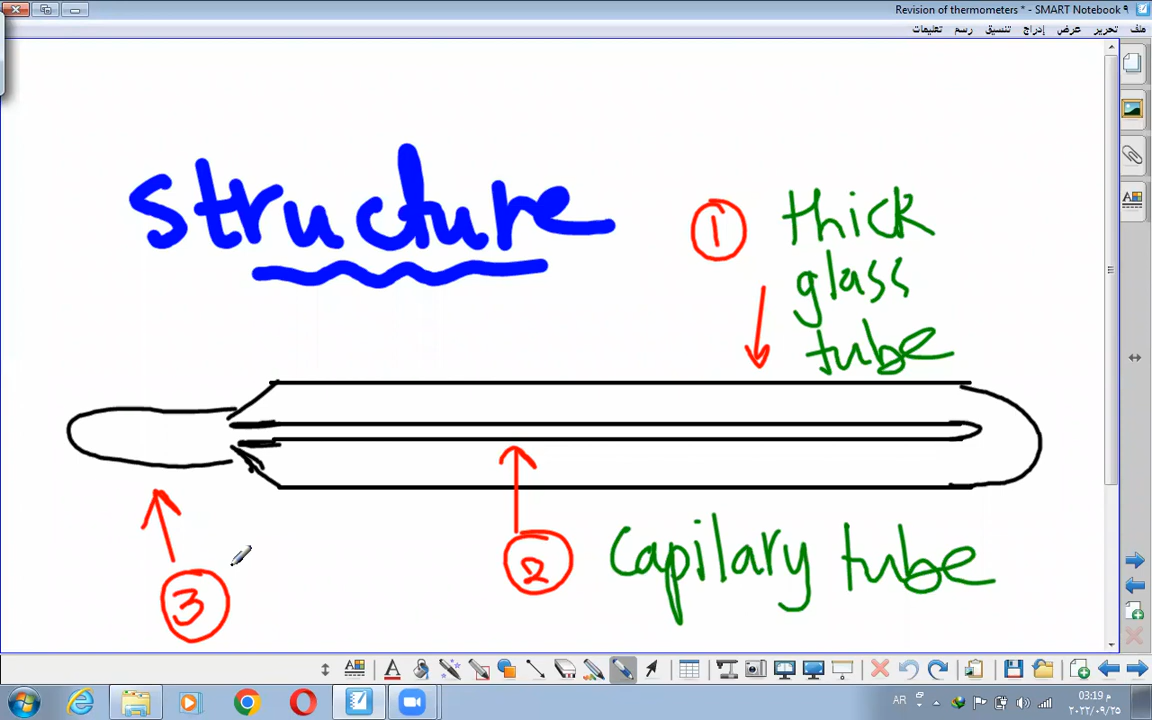 Revision of thermometers * - SMART Notebook ٩
ملف تحرير عرض إدراج تنسيق رسم تعليمات
structure
1 thick
glass
tube
2 capilary tube
3
AR
03:19 م
٢٠٢٢/٠٩/٢٥